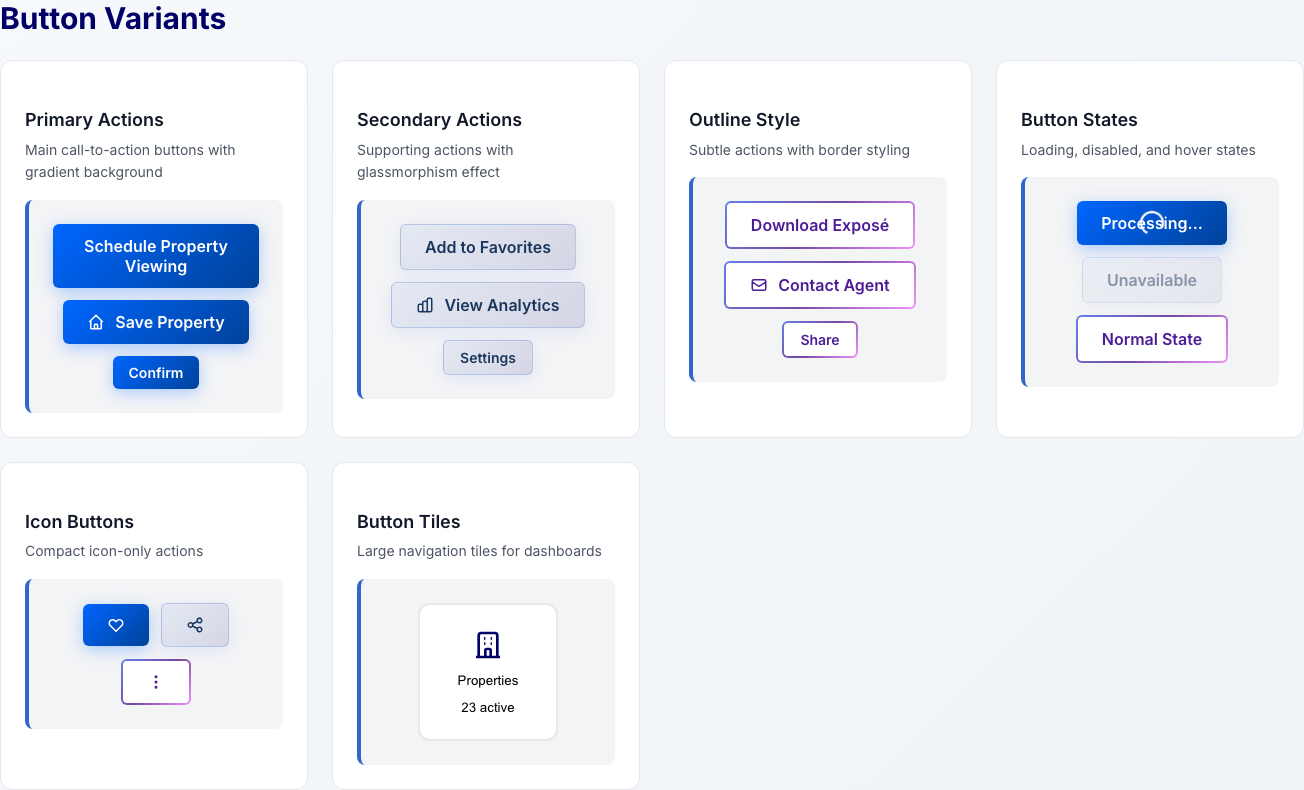 Button Variants
Primary Actions
Main call-to-action buttons with
gradient background
Schedule Property
Viewing
Save Property
Confirm
Secondary Actions
Supporting actions with
glassmorphism effect
Add to Favorites
View Analytics
Settings
Outline Style
Subtle actions with border styling
Download Exposé
Contact Agent
Share
Button States
Loading, disabled, and hover states
Processing...
Unavailable
Normal State
Icon Buttons
Compact icon-only actions
Button Tiles
Large navigation tiles for dashboards
Properties
23 active